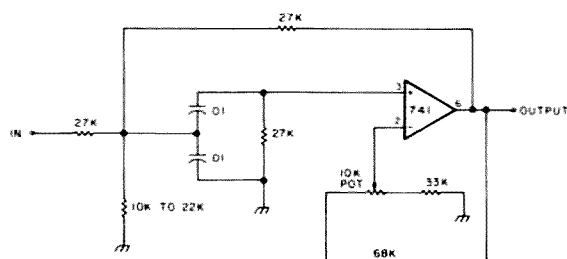 27K
3
+
741
6
OUTPUT
2
-
IN
27K
.01
.01
27K
10K
POT
33K
10K TO 22K
68K